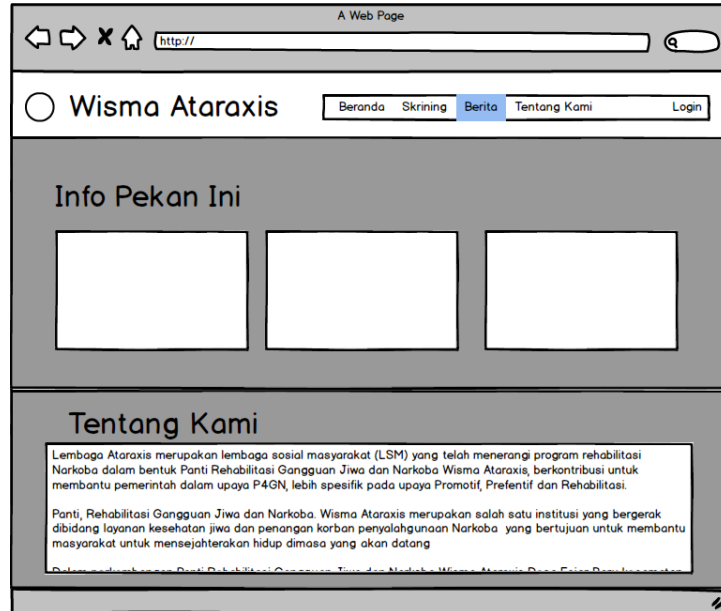 A Web Page
http://
Wisma Ataraxis
Beranda Skrining Berita Tentang Kami Login
Info Pekan Ini
Tentang Kami
Lembaga Ataraxis merupakan lembaga sosial masyarakat (LSM) yang telah menerangi program rehabilitasi
Narkoba dalam bentuk Panti Rehabilitasi Gangguan Jiwa dan Narkoba Wisma Ataraxis, berkontribusi untuk
membantu pemerintah dalam upaya P4GN, lebih spesifik pada upaya Promotif, Prefentif dan Rehabilitasi.
Panti, Rehabilitasi Gangguan Jiwa dan Narkoba. Wisma Ataraxis merupakan salah satu institusi yang bergerak
dibidang layanan kesehatan jiwa dan penangan korban penyalahgunaan Narkoba yang bertujuan untuk membantu
masyarakat untuk mensejahterakan hidup dimasa yang akan datang